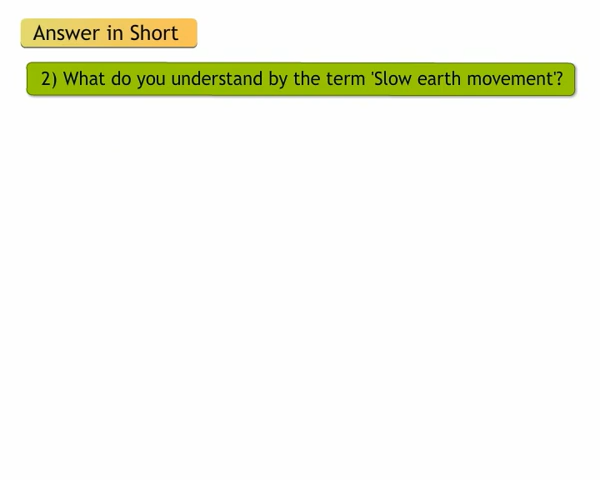 Answer in Short
2) What do you understand by the term 'Slow earth movement'?